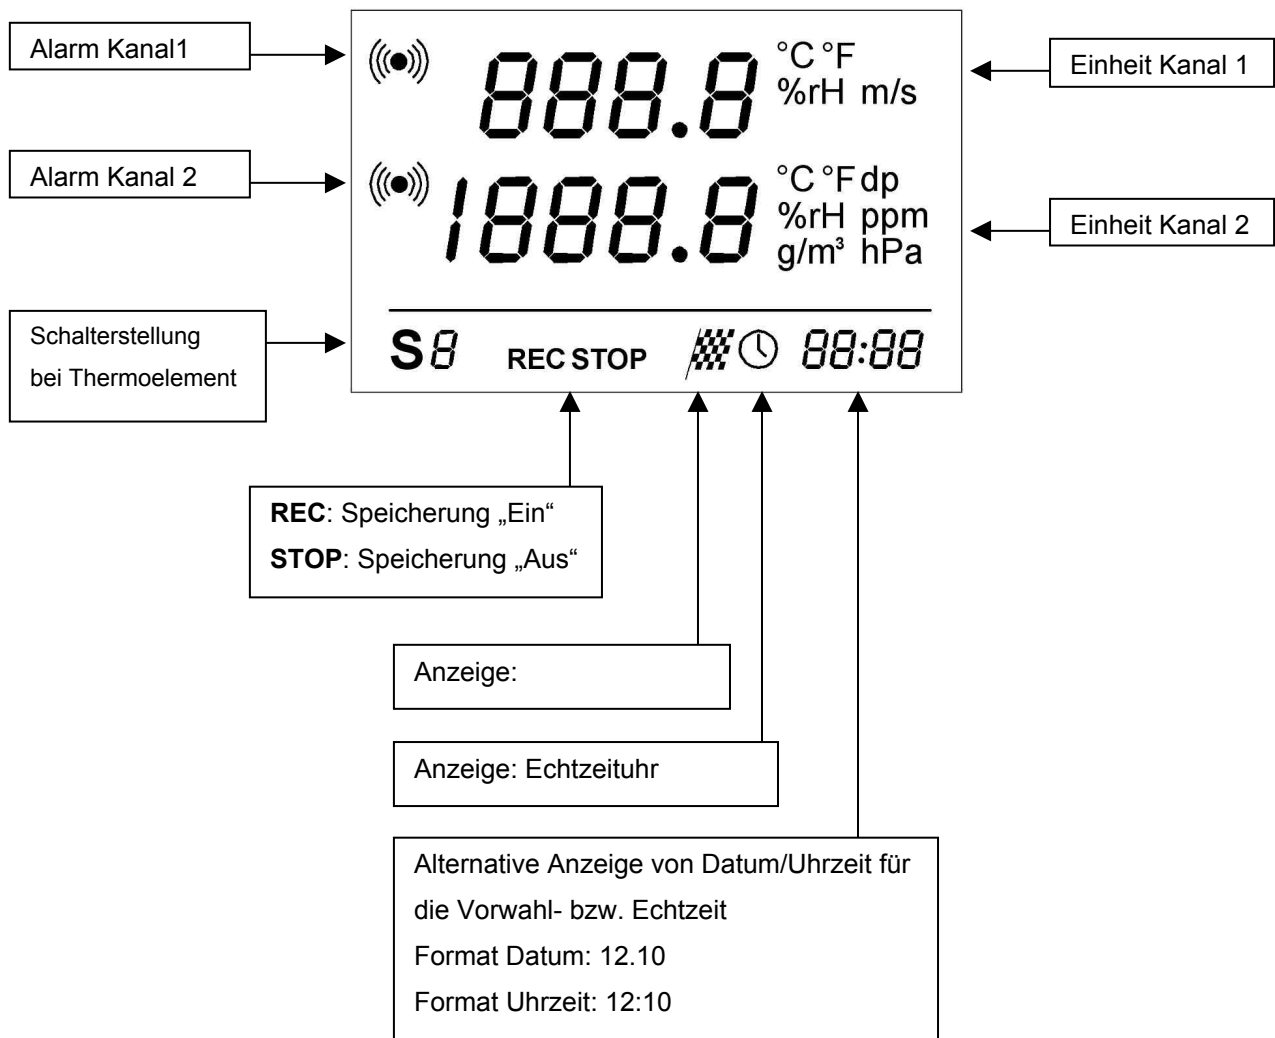 Alarm Kanal1
888.8
°C °F
%rH m/s
Einheit Kanal 1
Alarm Kanal 2
1888.8
°C °F dp
%rH ppm
g/m³ hPa
Einheit Kanal 2
Schalterstellung
bei Thermoelement
S8
REC STOP
88:88
REC: Speicherung „Ein“
STOP: Speicherung „Aus“
Anzeige:
Anzeige: Echtzeituhr
Alternative Anzeige von Datum/Uhrzeit für
die Vorwahl- bzw. Echtzeit
Format Datum: 12.10
Format Uhrzeit: 12:10